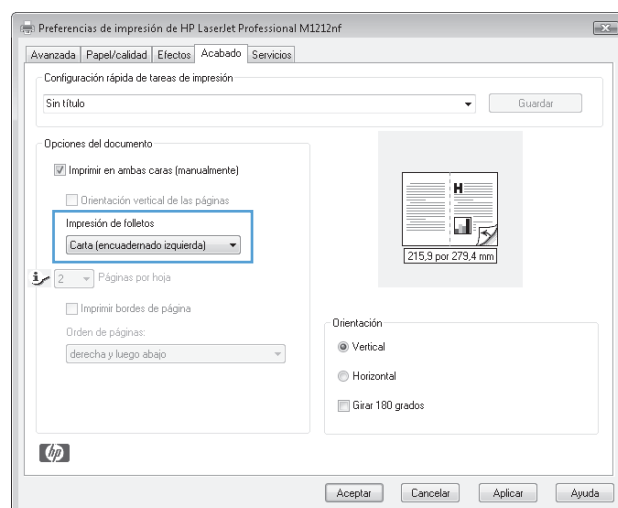 Preferencias de impresión de HP LaserJet Professional M1212nf
Avanzada Papel/calidad Efectos Acabado Servicios
Configuración rápida de tareas de impresión
Sin título
Guardar
Opciones del documento
Imprimir en ambas caras (manualmente)
Orientación vertical de las páginas
Impresión de folletos
Carta (encuadernado izquierda)
2 Páginas por hoja
Imprimir bordes de página
Orden de páginas:
derecha y luego abajo
H
215,9 por 279,4 mm
Orientación
Vertical
Horizontal
Girar 180 grados
hp
Aceptar Cancelar Aplicar Ayuda